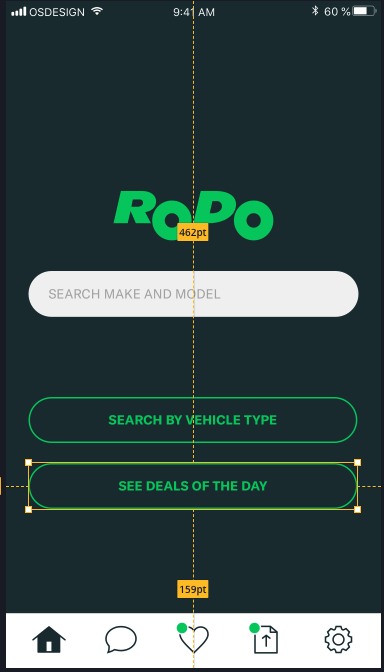 OSDESIGN 9:41 AM 60 %
RoDo
462pt
SEARCH MAKE AND MODEL
SEARCH BY VEHICLE TYPE
SEE DEALS OF THE DAY
159pt